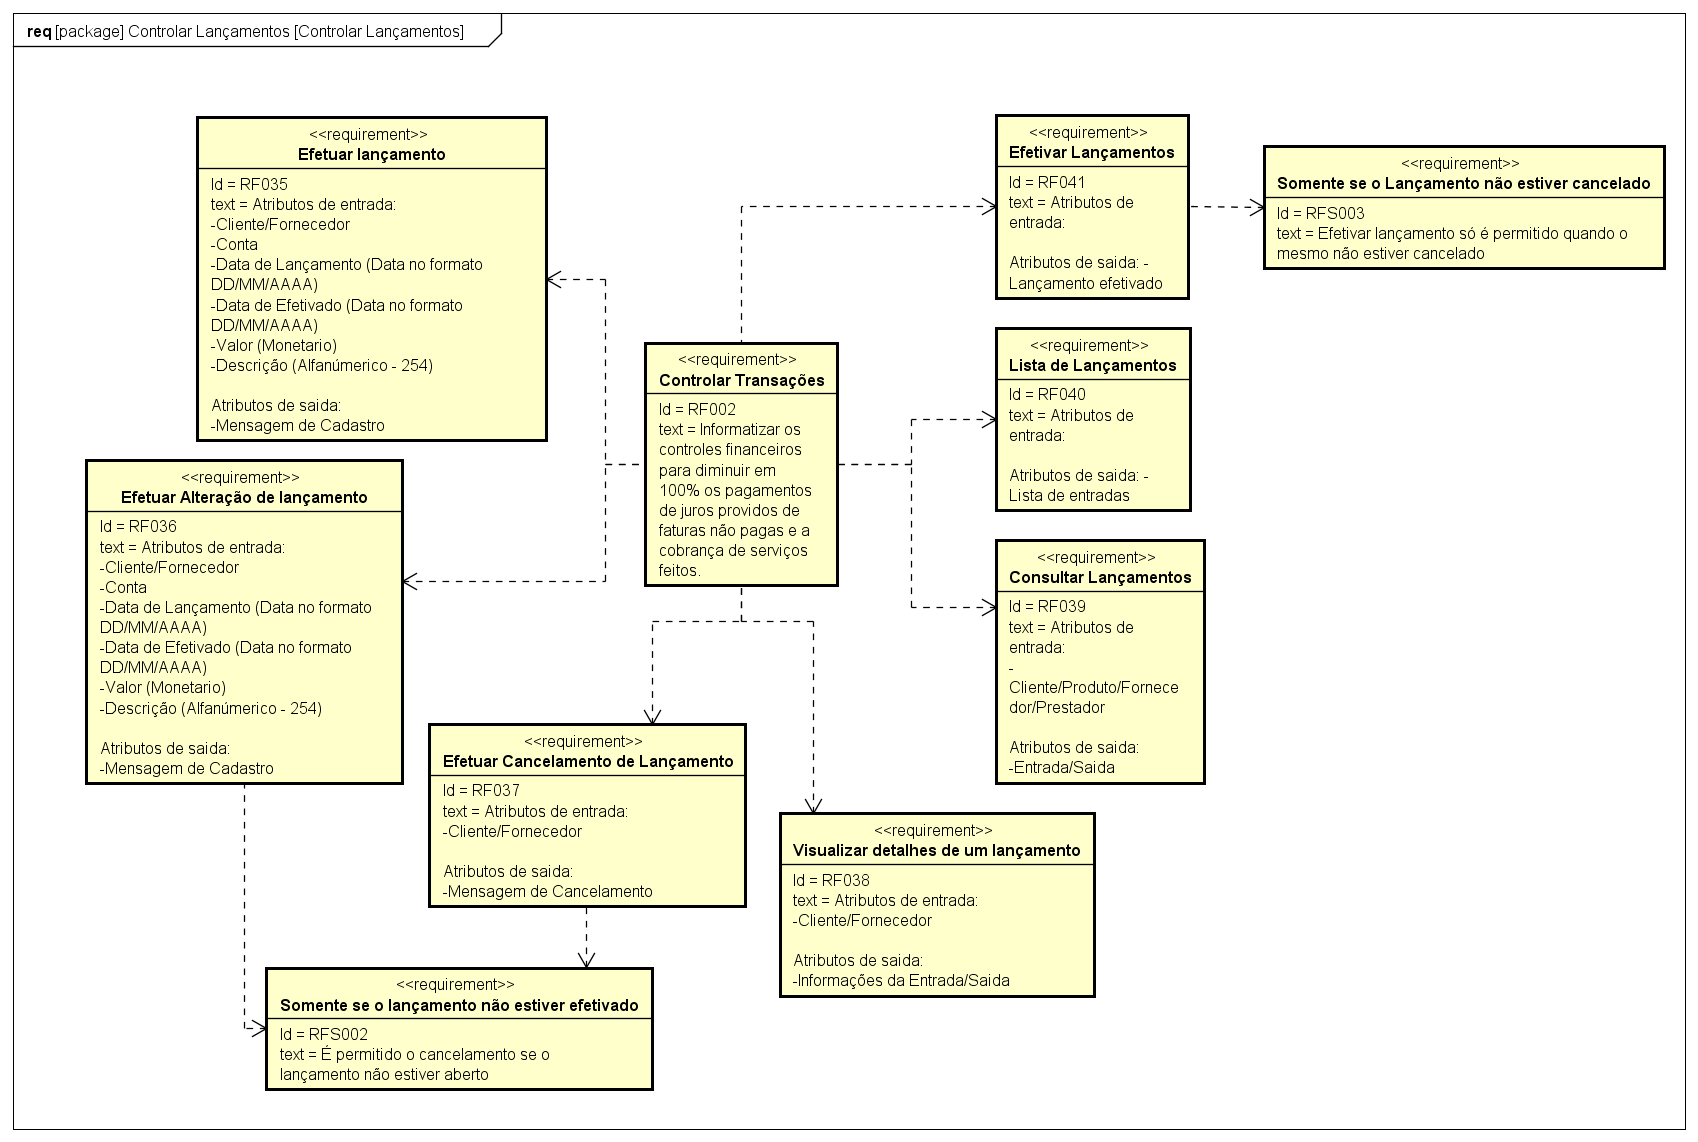 req [package] Controlar Lançamentos [Controlar Lançamentos]
<<requirement>>
Efetuar lançamento
Id = RF035
text = Atributos de entrada:
-Cliente/Fornecedor
-Conta
-Data de Lançamento (Data no formato
DD/MM/AAAA)
-Data de Efetivado (Data no formato
DD/MM/AAAA)
-Valor (Monetario)
-Descrição (Alfanúmerico - 254)
Atributos de saida:
-Mensagem de Cadastro
<<requirement>>
Efetivar Lançamentos
Id = RF041
text = Atributos de
entrada:
Atributos de saida: -
Lançamento efetivado
<<requirement>>
Somente se o Lançamento não estiver cancelado
Id = RFS003
text = Efetivar lançamento só é permitido quando o
mesmo não estiver cancelado
<<requirement>>
Lista de Lançamentos
Id = RF040
text = Atributos de
entrada:
Atributos de saida: -
Lista de entradas
<<requirement>>
Controlar Transações
Id = RF002
text = Informatizar os
controles financeiros
para diminuir em
100% os pagamentos
de juros providos de
faturas não pagas e a
cobrança de serviços
feitos.
<<requirement>>
Efetuar Alteração de lançamento
Id = RF036
text = Atributos de entrada:
-Cliente/Fornecedor
-Conta
-Data de Lançamento (Data no formato
DD/MM/AAAA)
-Data de Efetivado (Data no formato
DD/MM/AAAA)
-Valor (Monetario)
-Descrição (Alfanúmerico - 254)
Atributos de saida:
-Mensagem de Cadastro
<<requirement>>
Consultar Lançamentos
Id = RF039
text = Atributos de
entrada:
-
Cliente/Produto/Fornece
dor/Prestador
Atributos de saida:
-Entrada/Saida
<<requirement>>
Efetuar Cancelamento de Lançamento
Id = RF037
text = Atributos de entrada:
-Cliente/Fornecedor
Atributos de saida:
-Mensagem de Cancelamento
<<requirement>>
Visualizar detalhes de um lançamento
Id = RF038
text = Atributos de entrada:
-Cliente/Fornecedor
Atributos de saida:
-Informações da Entrada/Saida
<<requirement>>
Somente se o lançamento não estiver efetivado
Id = RFS002
text = É permitido o cancelamento se o
lançamento não estiver aberto